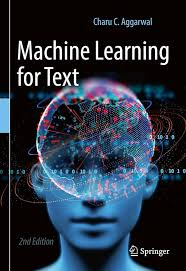 Charu C. Aggarwal
Machine Learning
for Text
2nd Edition
Springer